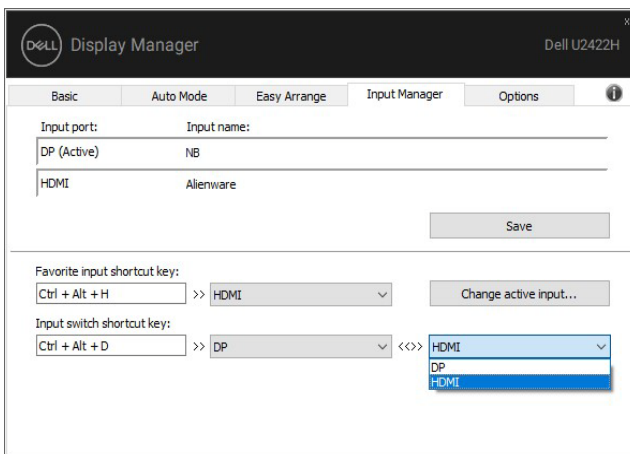 x
DELL Display Manager Dell U2422H
Basic Auto Mode Easy Arrange Input Manager Options i
Input port: Input name:
DP (Active) NB
HDMI Alienware
Save
Favorite input shortcut key:
Ctrl + Alt + H >> HDMI Change active input...
Input switch shortcut key:
Ctrl + Alt + D >> DP <<>> HDMI
DP
HDMI